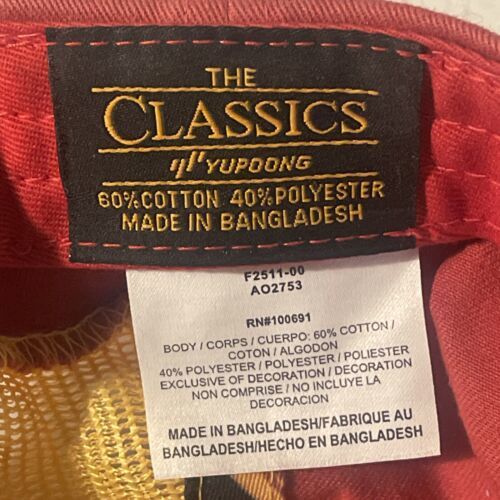 THE
CLASSICS
YUPOONG
60%COTTON 40%POLYESTER
MADE IN BANGLADESH
F2511-00
AO2753
RN#100691
BODY / CORPS / CUERPO: 60% COTTON /
COTON / ALGODON
40% POLYESTER / POLYESTER / POLIESTER
EXCLUSIVE OF DECORATION / DECORATION
NON COMPRISE / NO INCLUYE LA
DECORATION
MADE IN BANGLADESH/FABRIQUE AU
BANGLADESH/HECHO EN BANGLADESH